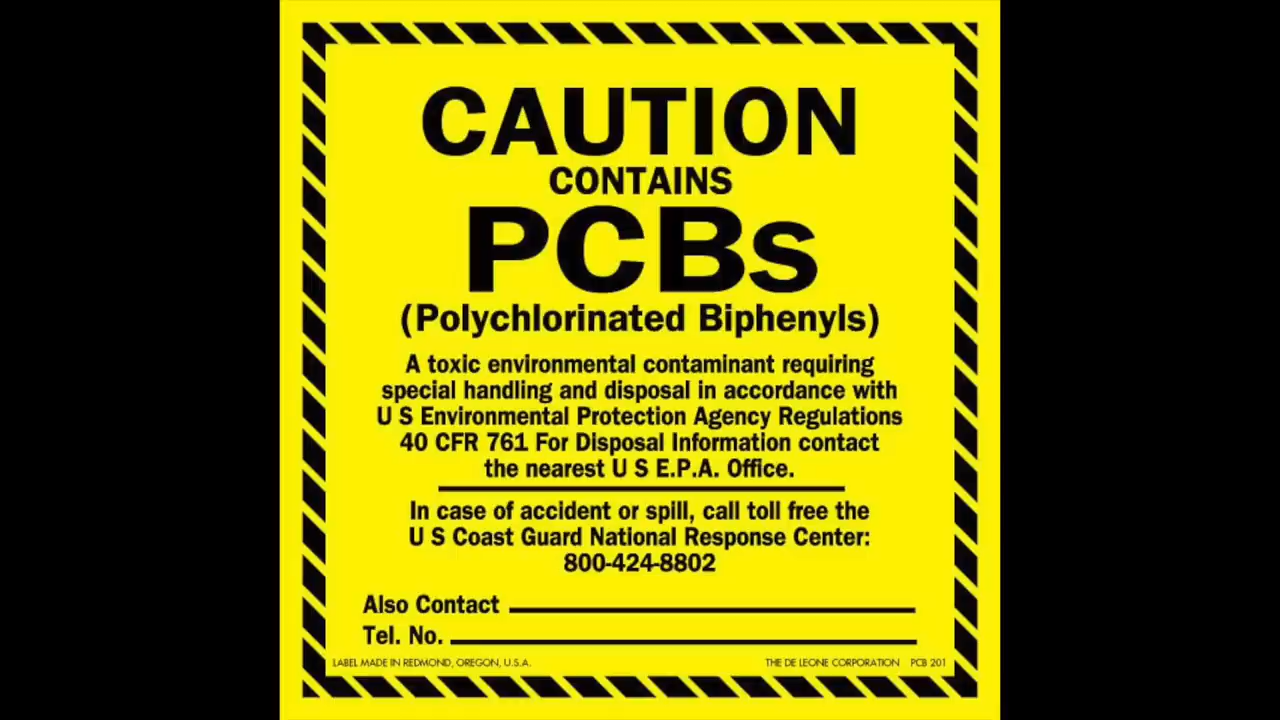 CAUTION
CONTAINS
PCBs
(Polychlorinated Biphenyls)
A toxic environmental contaminant requiring
special handling and disposal in accordance with
U S Environmental Protection Agency Regulations
40 CFR 761 For Disposal Information contact
the nearest U S E.P.A. Office.
In case of accident or spill, call toll free the
U S Coast Guard National Response Center:
800-424-8802
Also Contact
Tel. No.
LABEL MADE IN REDMOND, OREGON, U.S.A.
THE DE LEONE CORPORATION PCB 201